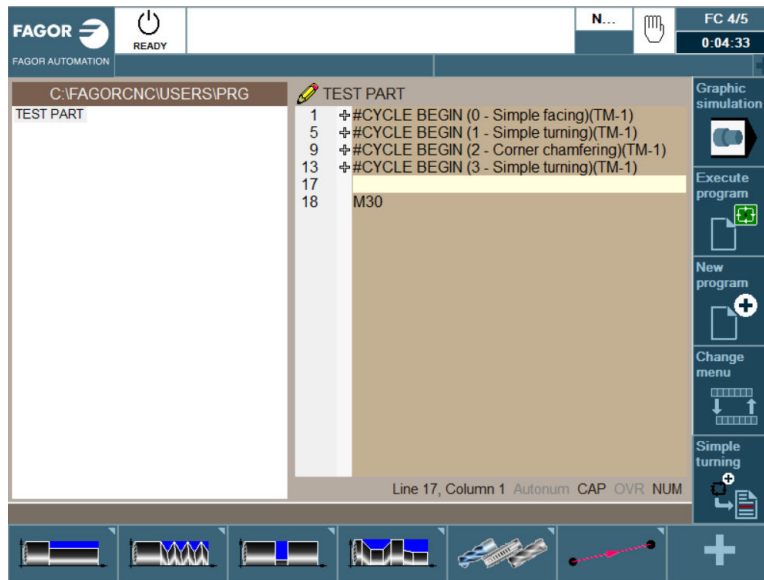 FAGOR
FAGOR AUTOMATION
READY
N...
FC 4/5
0:04:33
C:\FAGORCNC\USERS\PRG
TEST PART
TEST PART
1 #CYCLE BEGIN (0 - Simple facing)(TM-1)
5 #CYCLE BEGIN (1 - Simple turning)(TM-1)
9 #CYCLE BEGIN (2 - Corner chamfering)(TM-1)
13 #CYCLE BEGIN (3 - Simple turning)(TM-1)
17
18 M30
Line 17, Column 1 Autonum CAP OVR NUM
Graphic
simulation
Execute
program
New
program
Change
menu
Simple
turning